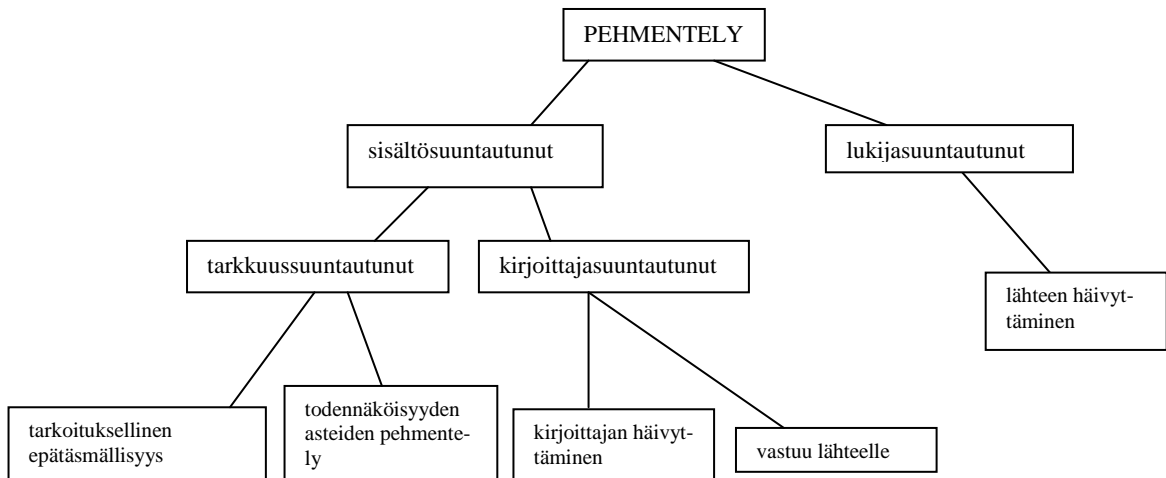 PEHMENTELY
sisältösuuntautunut
lukijasuuntautunut
tarkkuussuuntautunut
kirjoittajasuuntautunut
lähteen häivyt-
täminen
tarkoituksellinen
epätäsmällisyys
todennäköisyyden
asteiden pehmente-
ly
kirjoittajan häivyt-
täminen
vastuu lähteelle